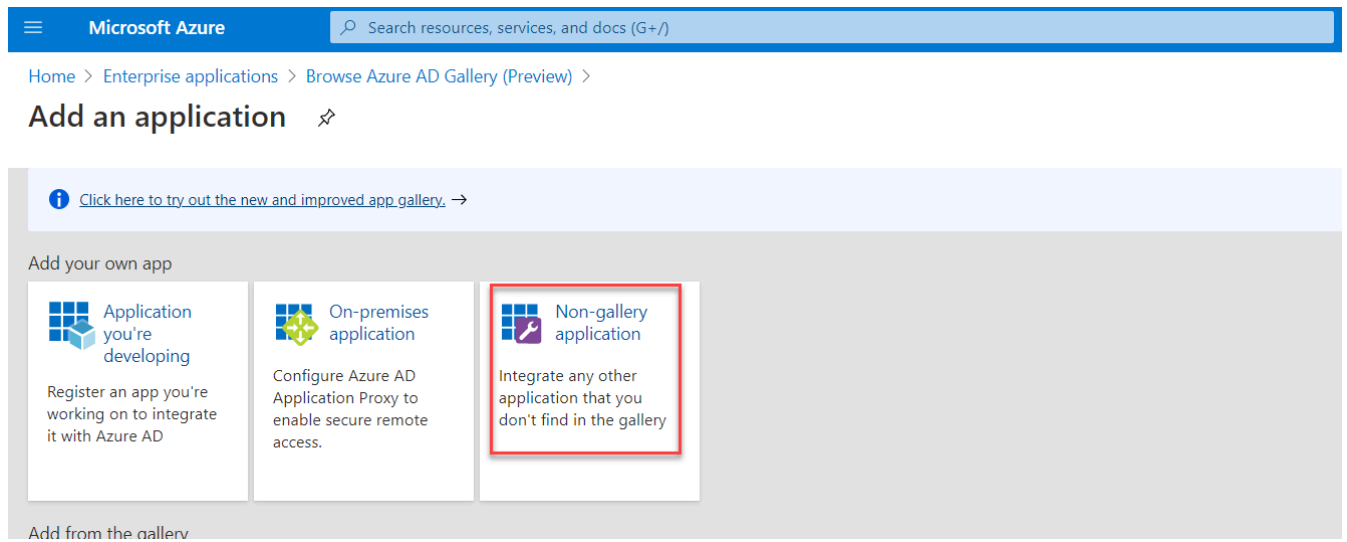 Microsoft Azure
Search resources, services, and docs (G+/)
Home > Enterprise applications > Browse Azure AD Gallery (Preview) >
Add an application
Click here to try out the new and improved app gallery. →
Add your own app
Application
you're
developing
Register an app you're
working on to integrate
it with Azure AD
On-premises
application
Configure Azure AD
Application Proxy to
enable secure remote
access.
Non-gallery
application
Integrate any other
application that you
don't find in the gallery
Add from the gallery